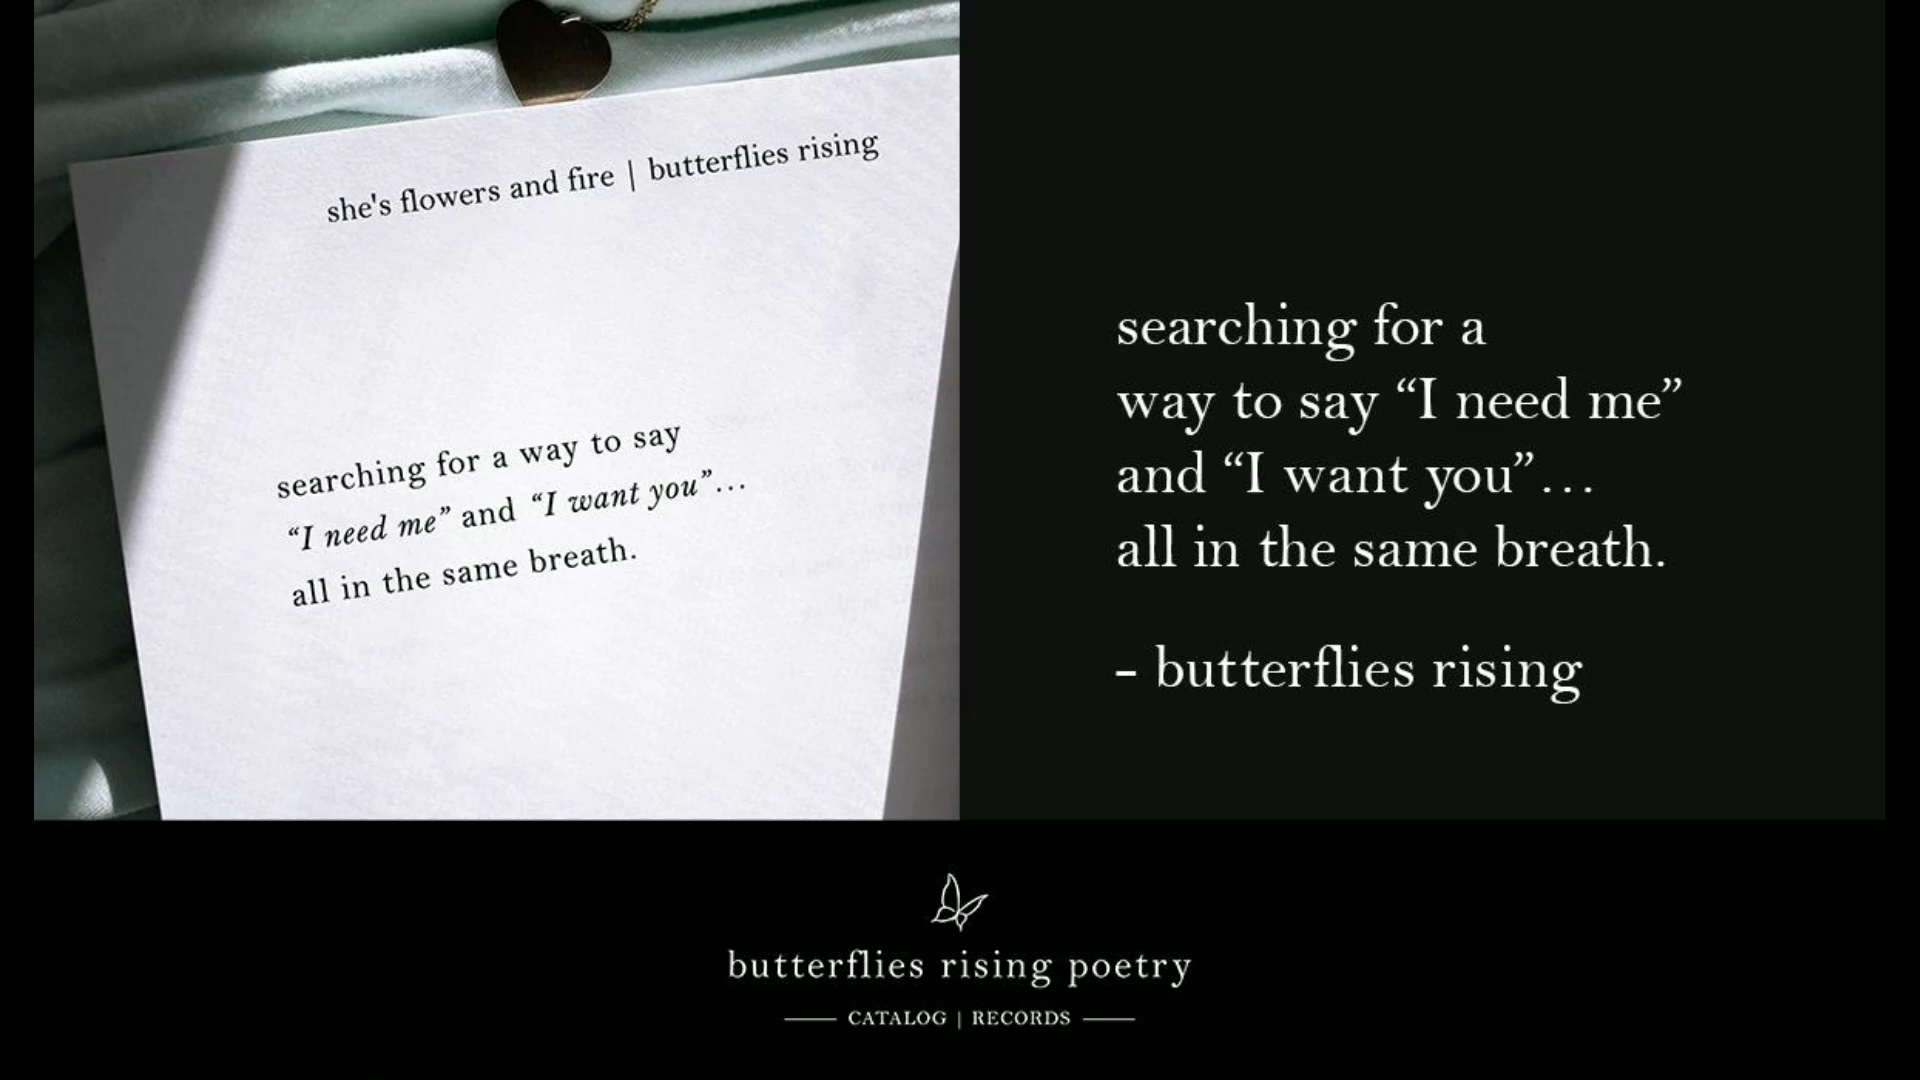 she's flowers and fire | butterflies rising
searching for a way to say
“I need me” and “I want you”...
all in the same breath.
searching for a
way to say “I need me”
and “I want you”...
all in the same breath.
- butterflies rising
butterflies rising poetry
CATALOG | RECORDS